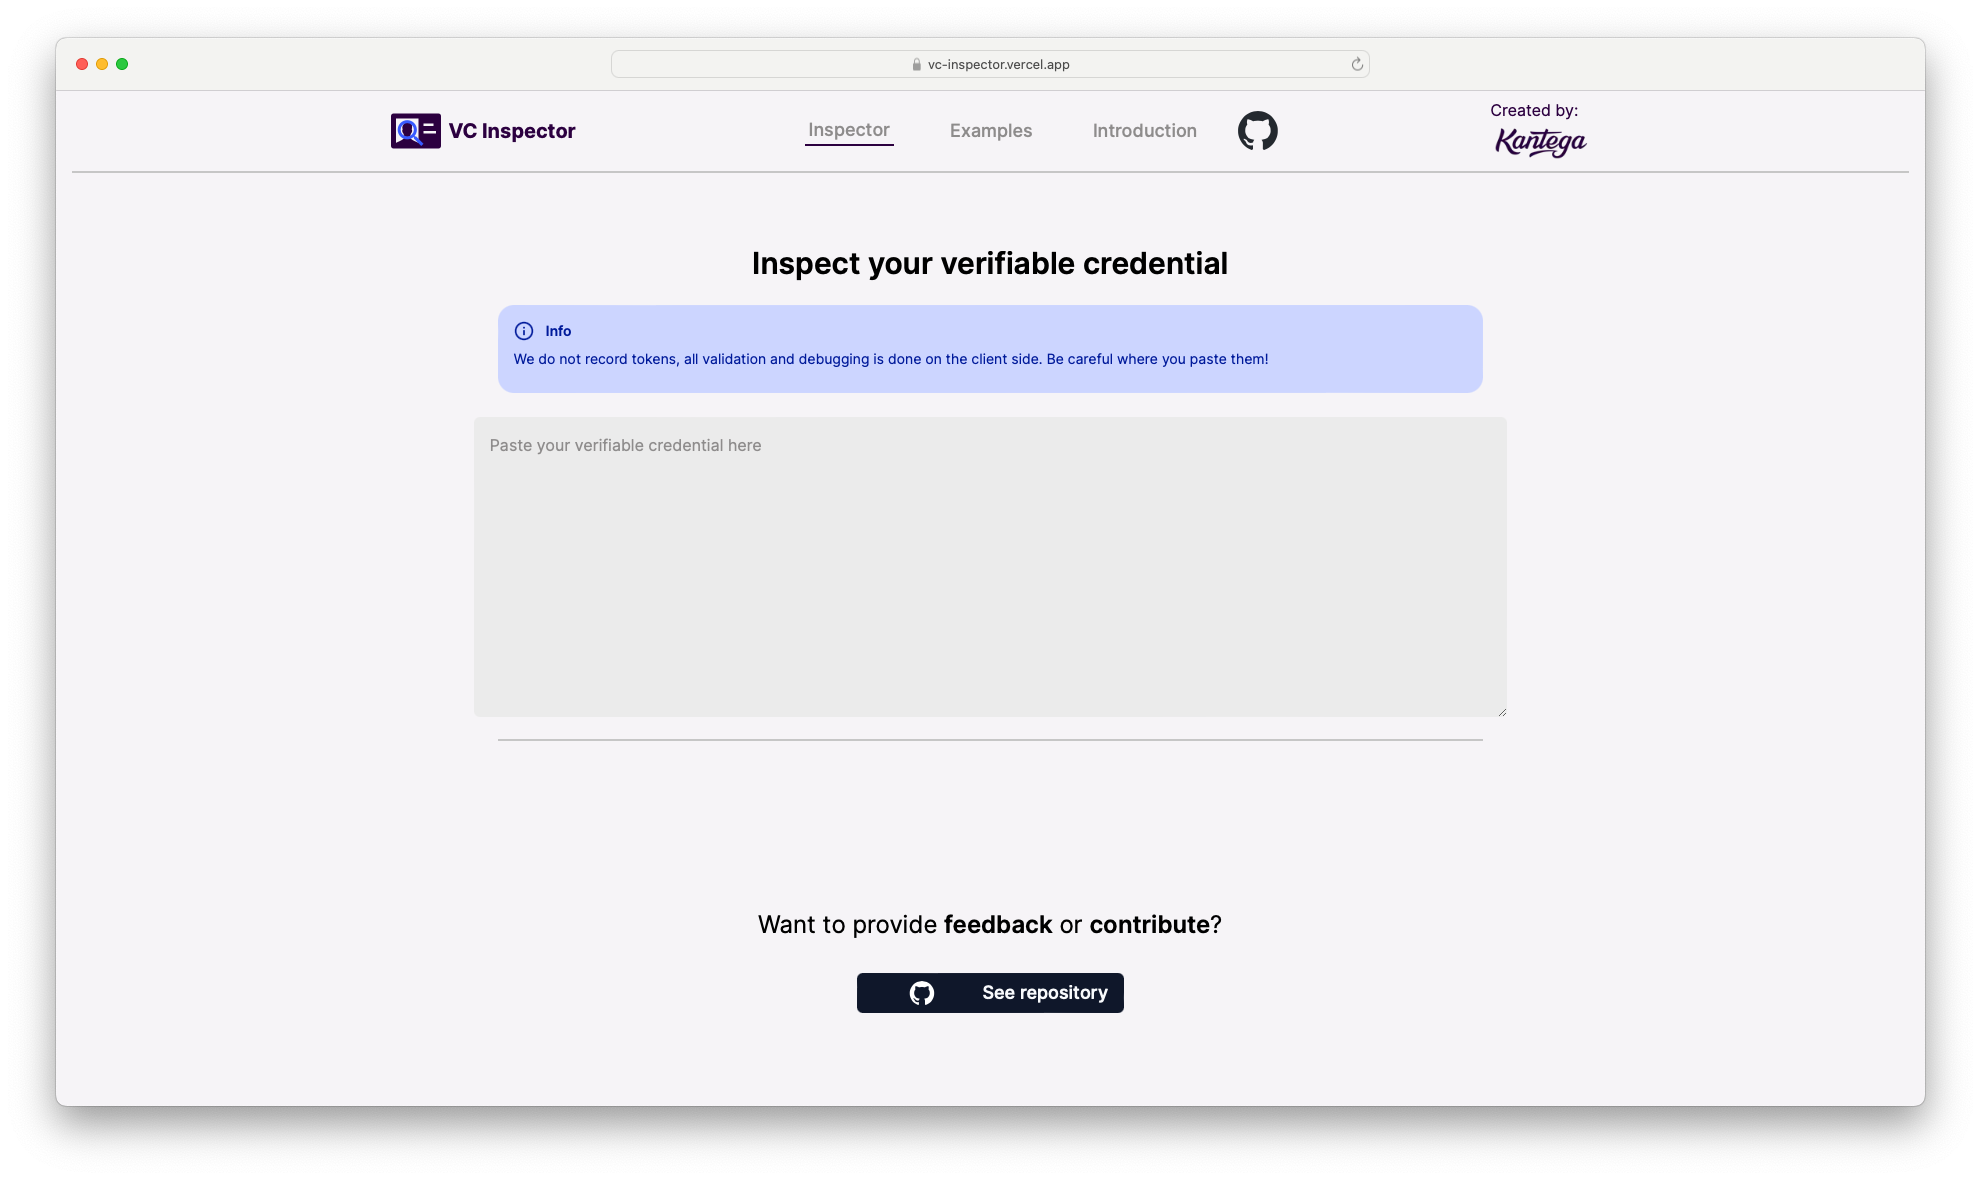 vc-inspector.vercel.app
VC Inspector
Inspector
Examples
Introduction
Created by:
Kantega
Inspect your verifiable credential
Info
We do not record tokens, all validation and debugging is done on the client side. Be careful where you paste them!
Paste your verifiable credential here
Want to provide feedback or contribute?
See repository